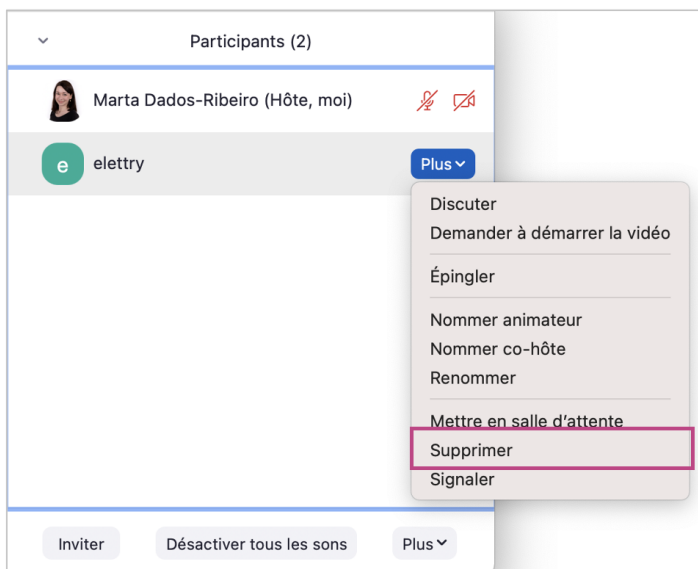 Participants (2)
Marta Dados-Ribeiro (Hôte, moi)
e elettry Plus
Discuter
Demander à démarrer la vidéo
Épingler
Nommer animateur
Nommer co-hôte
Renommer
Mettre en salle d'attente
Supprimer
Signaler
Inviter Désactiver tous les sons Plus